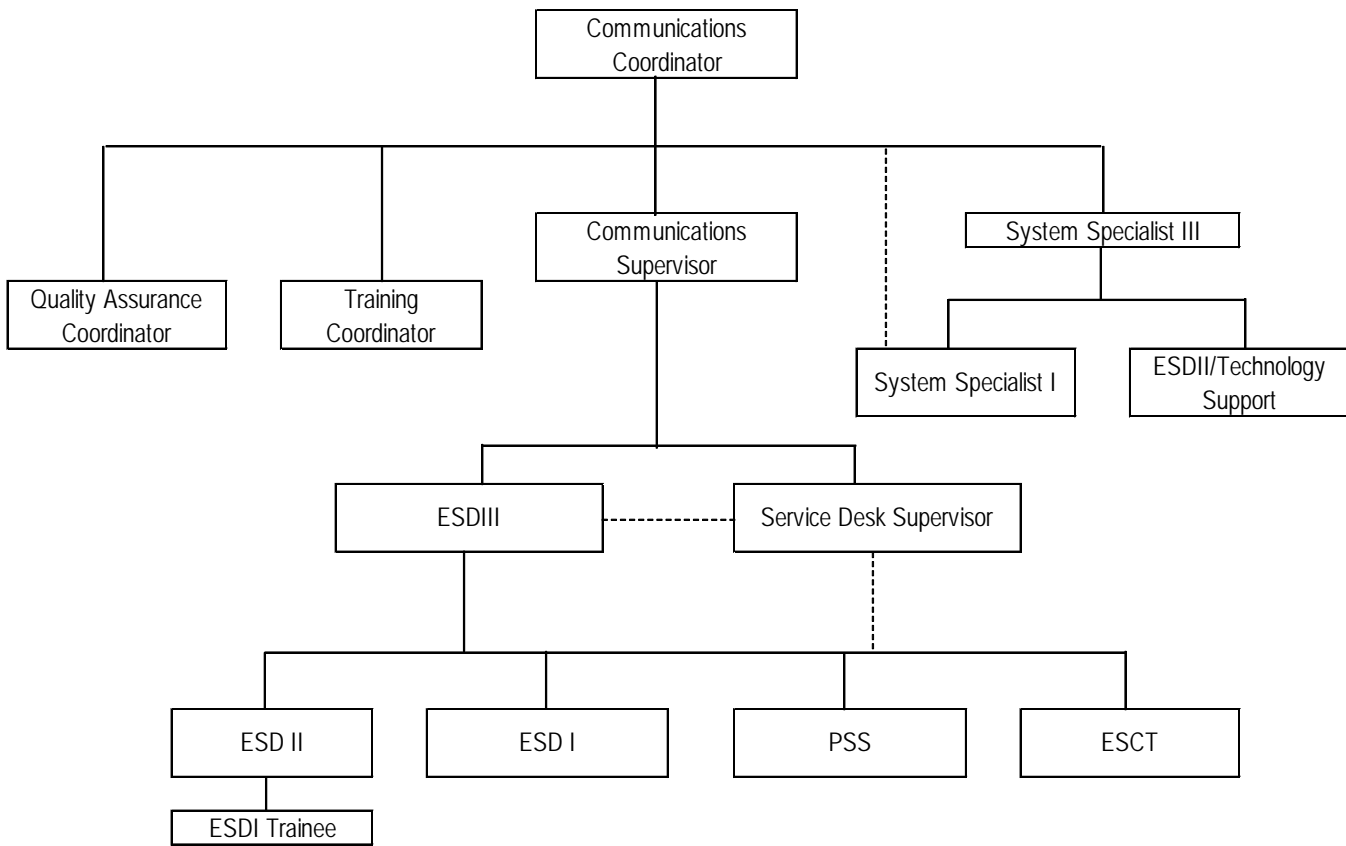 Communications
Coordinator
Communications
Supervisor
System Specialist III
Quality Assurance
Coordinator
Training
Coordinator
System Specialist I
ESDII/Technology
Support
ESDIII
Service Desk Supervisor
ESD II
ESD I
PSS
ESCT
ESDI Trainee